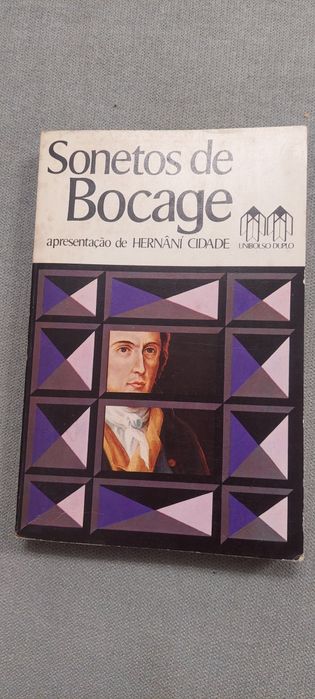 Sonetos de
Bocage
apresentação de HERNÂNI CIDADE
UNIBOLSO DUPLO